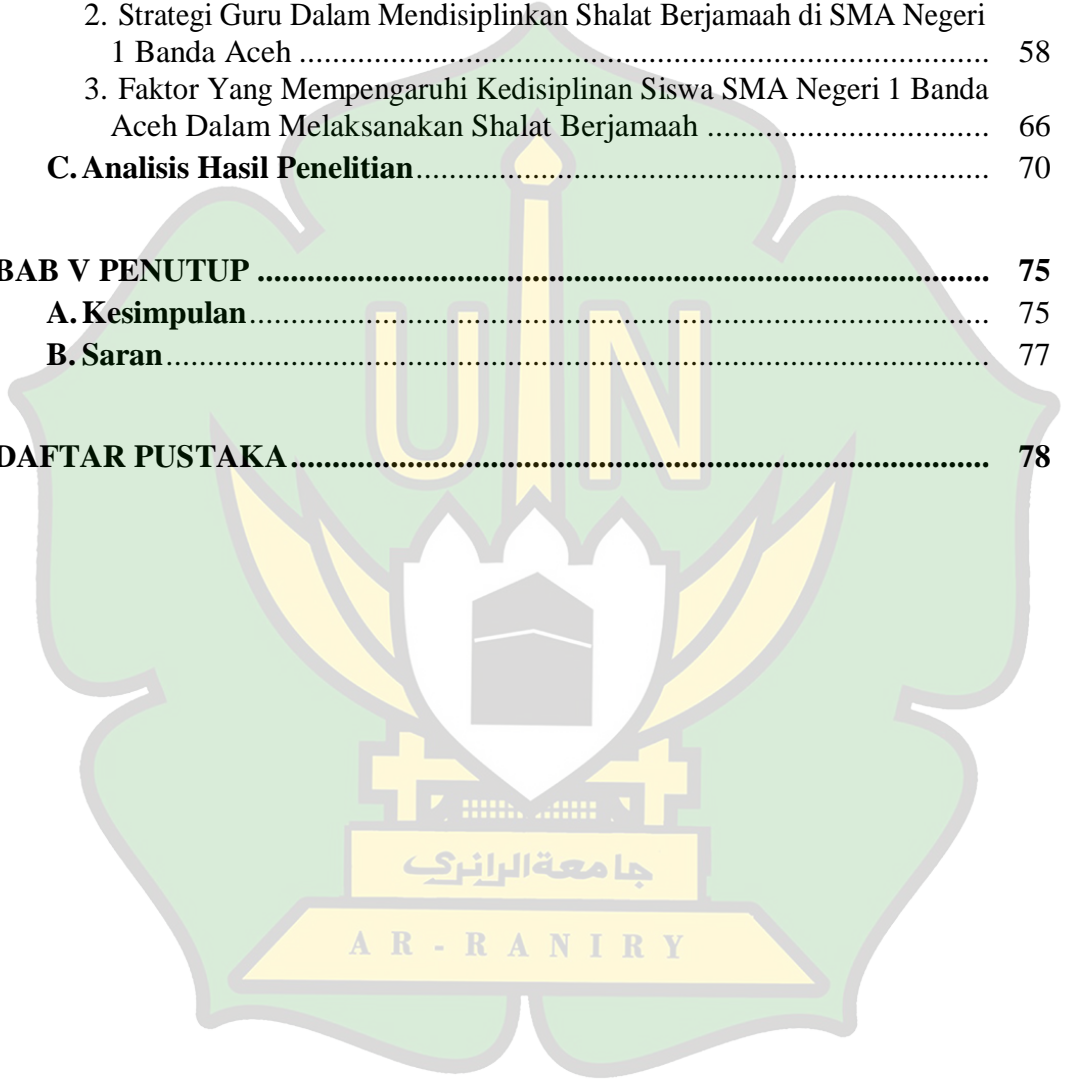 2. Strategi Guru Dalam Mendisiplinkan Shalat Berjamaah di SMA Negeri
1 Banda Aceh ........................................................................................... 58
3. Faktor Yang Mempengaruhi Kedisiplinan Siswa SMA Negeri 1 Banda
Aceh Dalam Melaksanakan Shalat Berjamaah ..................................... 66
C. Analisis Hasil Penelitian........................................................................... 70
BAB V PENUTUP ................................................................................................ 75
A. Kesimpulan................................................................................................. 75
B. Saran............................................................................................................ 77
DAFTAR PUSTAKA............................................................................................ 78
UIN
جامعةالرانري
AR-RANIRY